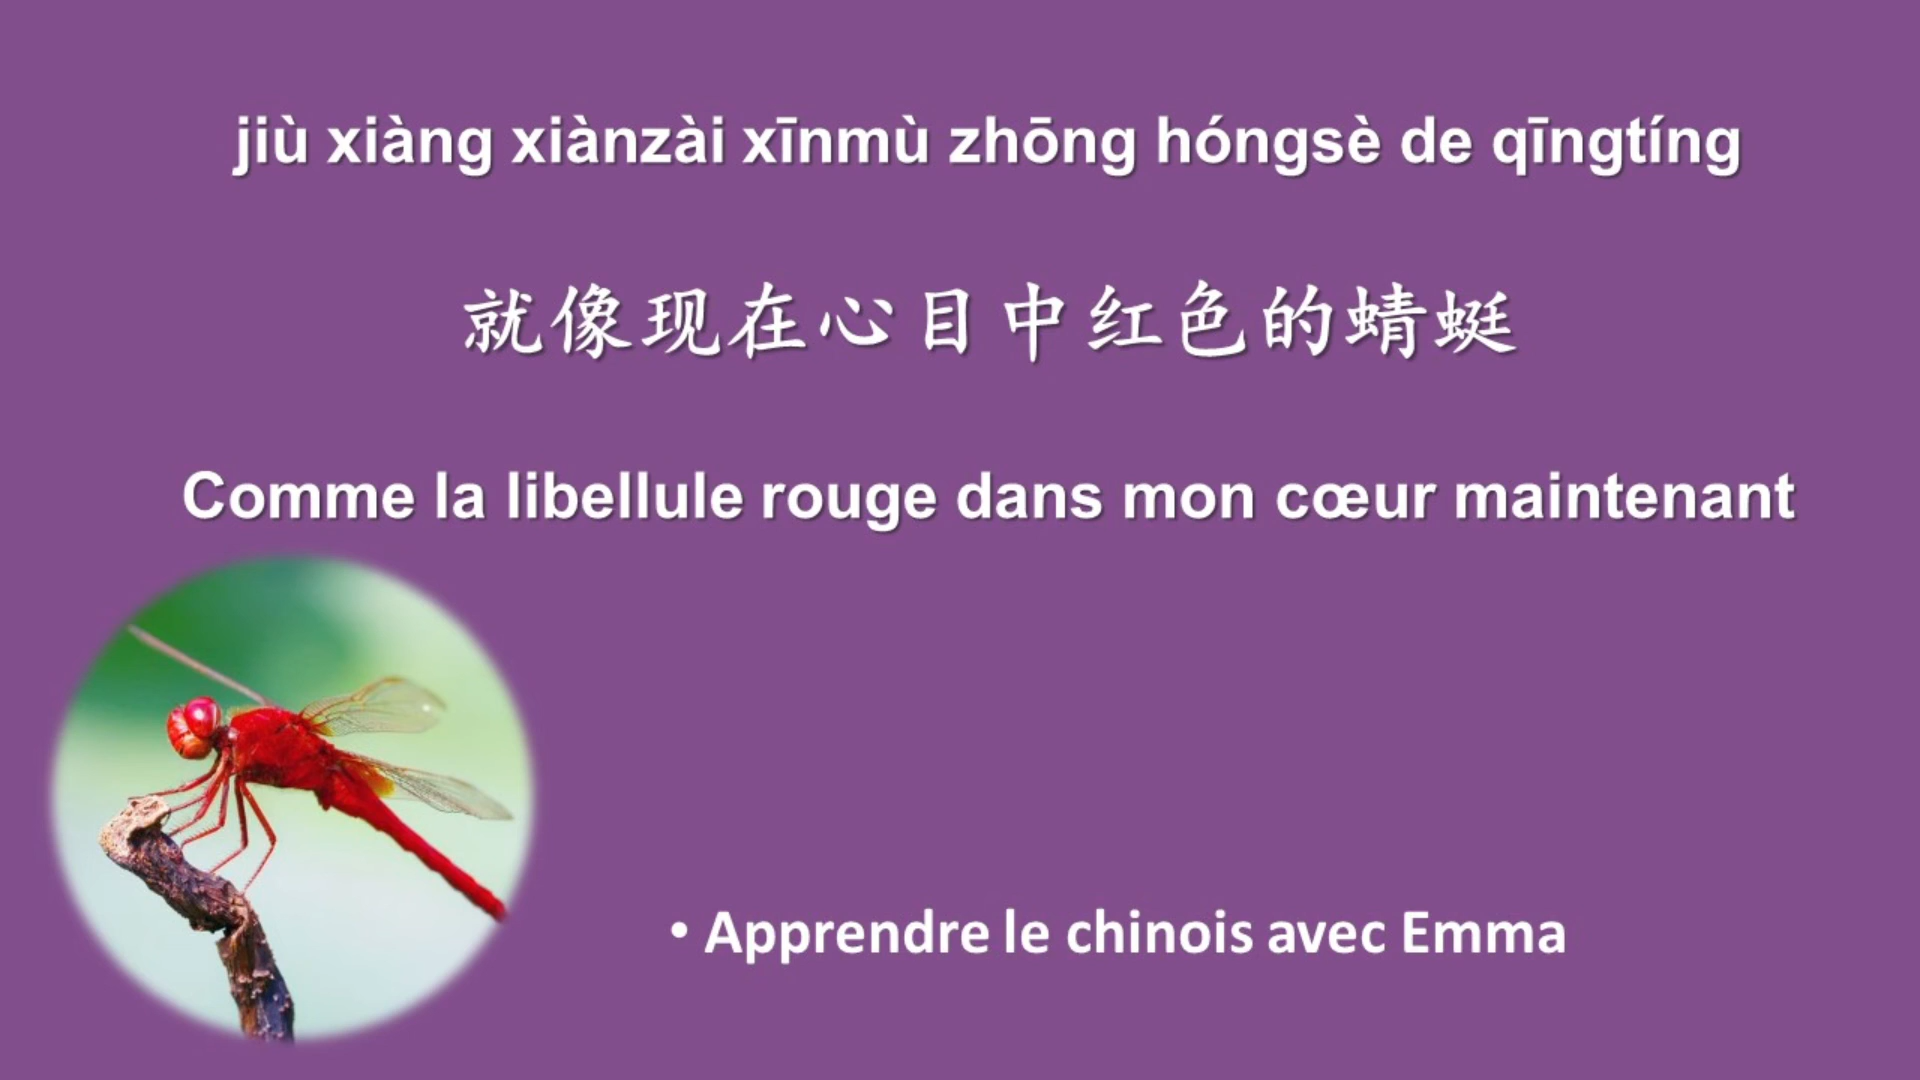 jiù xiàng xiànzài xīnmù zhōng hóngsè de qīngtíng
就像现在心目中红色的蜻蜓
Comme la libellule rouge dans mon cœur maintenant
• Apprendre le chinois avec Emma